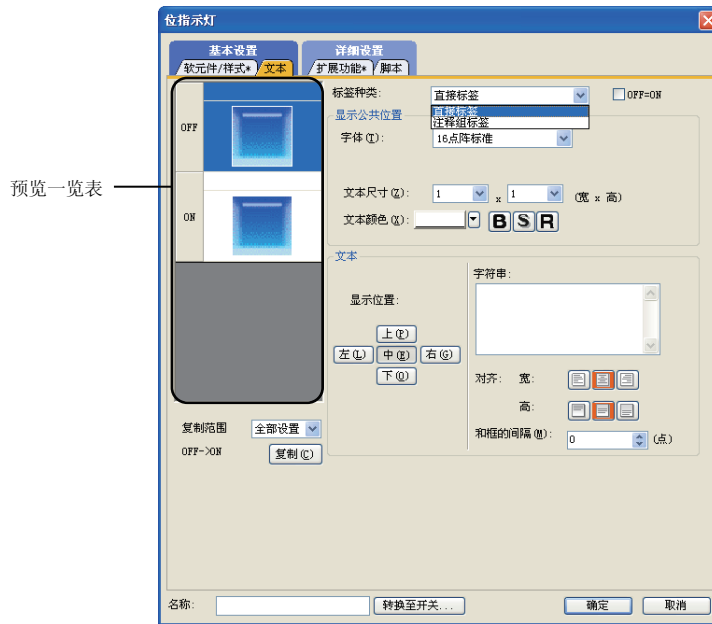 位指示灯
基本设置 详细设置
软元件/样式* 文本 扩展功能* 脚本
标签种类: 直接标签 OFF=ON
直接标签
注释组标签
显示公共位置
字体(T): 16点阵标准
OFF
文本尺寸(Z): 1 x 1 (宽 x 高)
文本颜色(X): B S R
ON
预览一览表
文本
字符串:
显示位置:
上(P)
左(L) 中(E) 右(G)
下(O)
对齐: 宽:
高:
和框的间隔(M): 0 (点)
复制范围 全部设置
OFF->ON 复制(C)
名称: 转换至开关... 确定 取消